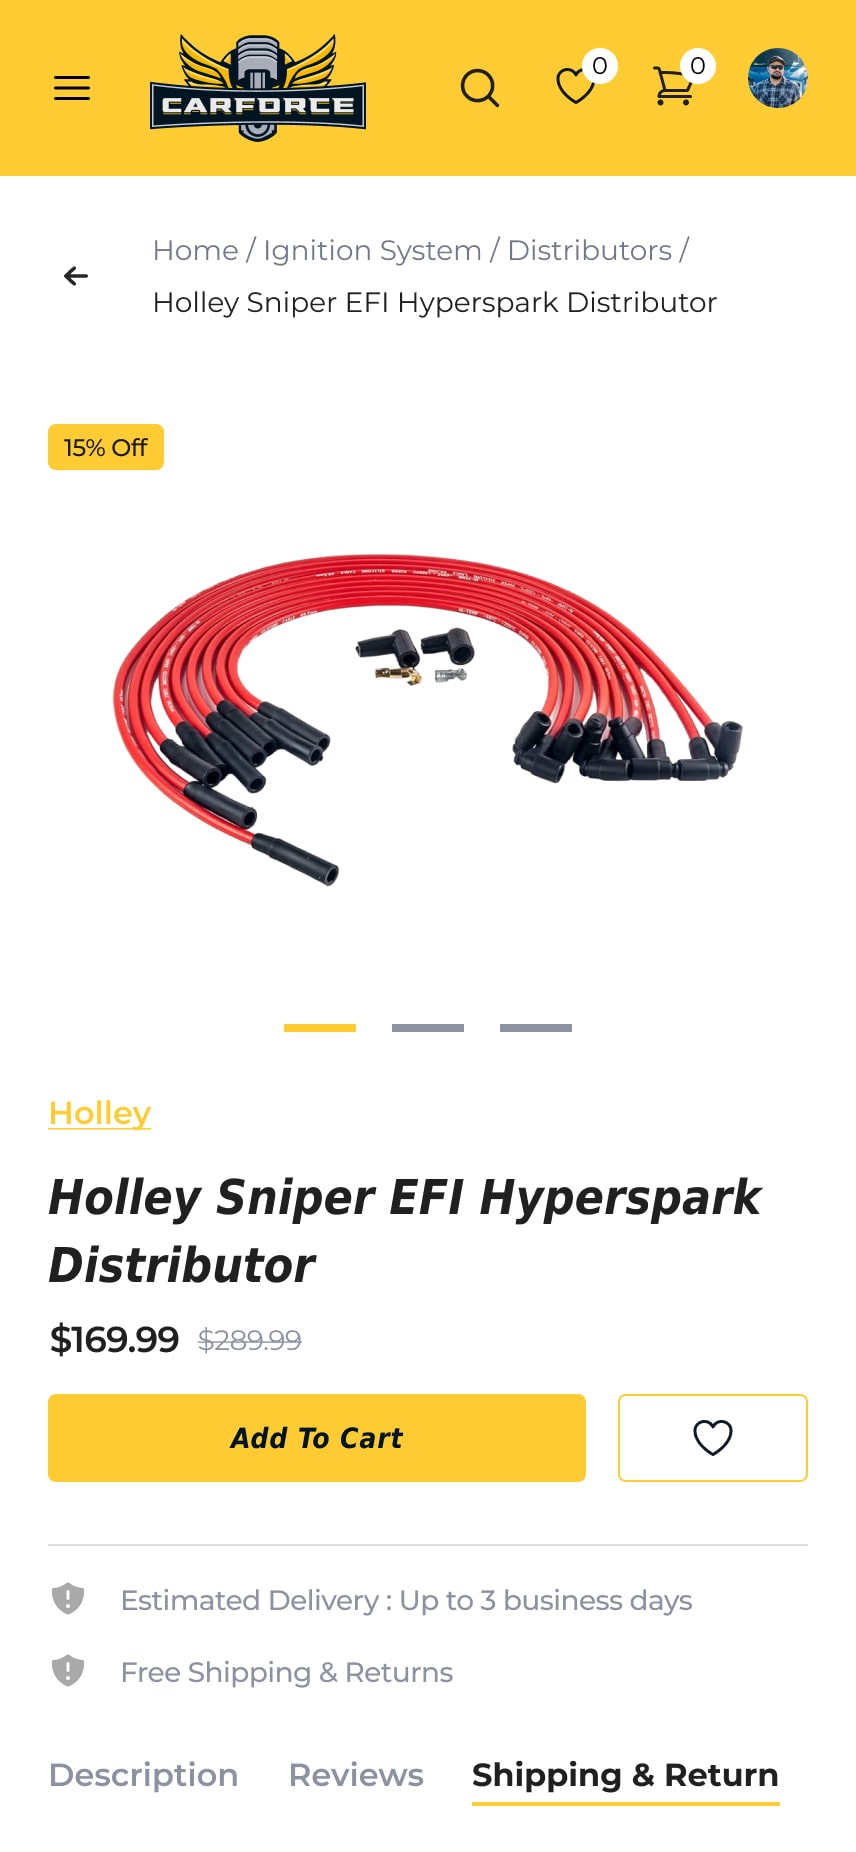 CARFORCE
0
0
Home / Ignition System / Distributors /
Holley Sniper EFI Hyperspark Distributor
15% Off
Holley
Holley Sniper EFI Hyperspark
Distributor
$169.99 $289.99
Add To Cart
Estimated Delivery : Up to 3 business days
Free Shipping & Returns
Description Reviews Shipping & Return